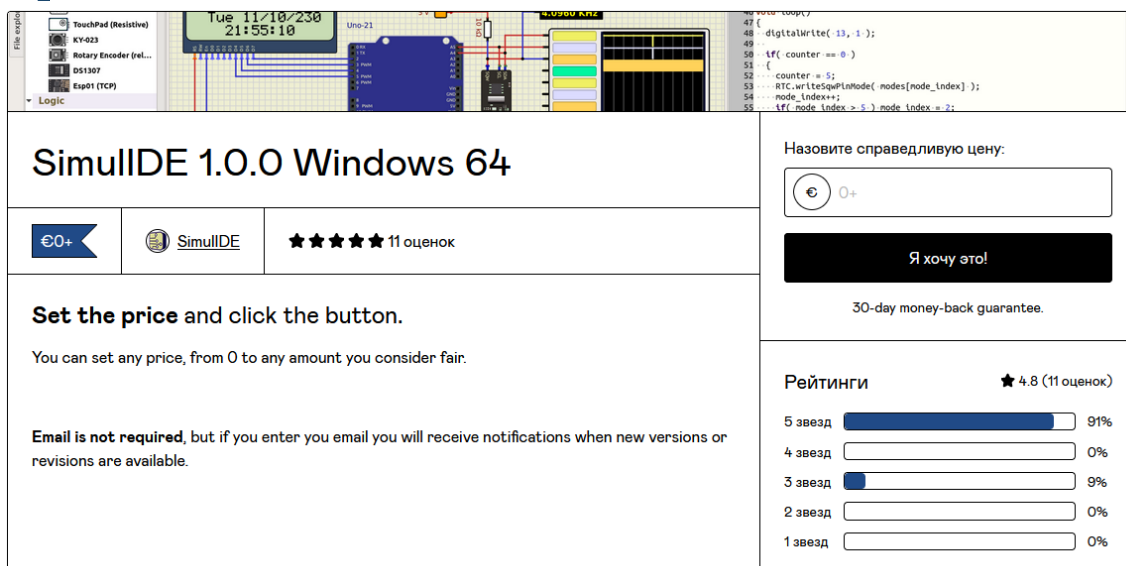 File explo
TouchPad (Resistive)
KY-023
Rotary Encoder (rel...
DS1307
Esp01 (TCP)
Logic
Tue 11/10/230
21:55:10
Uno-21
10 kΩ
4.0960 KHz
47 {
48 digitalWrite( 13, 1 );
49
50 if( counter == 0 )
51 {
52 counter = 5;
53 RTC.writeSqwPinMode( modes[mode_index] );
54 mode_index++;
55 if( mode_index > 5 ) mode_index = 2;
SimulIDE 1.0.0 Windows 64
€0+
SimulIDE
11 оценок
Set the price and click the button.
You can set any price, from 0 to any amount you consider fair.
Email is not required, but if you enter you email you will receive notifications when new versions or
revisions are available.
Назовите справедливую цену:
€ 0+
Я хочу это!
30-day money-back guarantee.
Рейтинги
4.8 (11 оценок)
5 звезд 91%
4 звезд 0%
3 звезд 9%
2 звезд 0%
1 звезд 0%